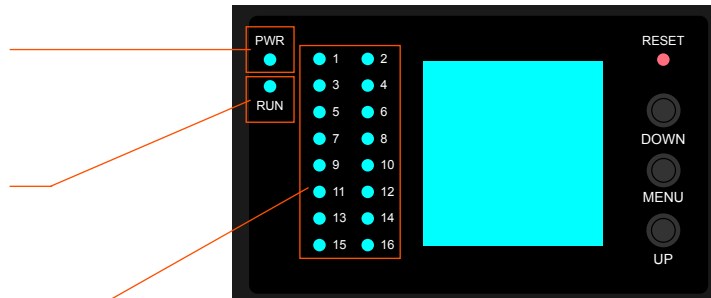 PWR
RUN
1 2
3 4
5 6
7 8
9 10
11 12
13 14
15 16
RESET
DOWN
MENU
UP